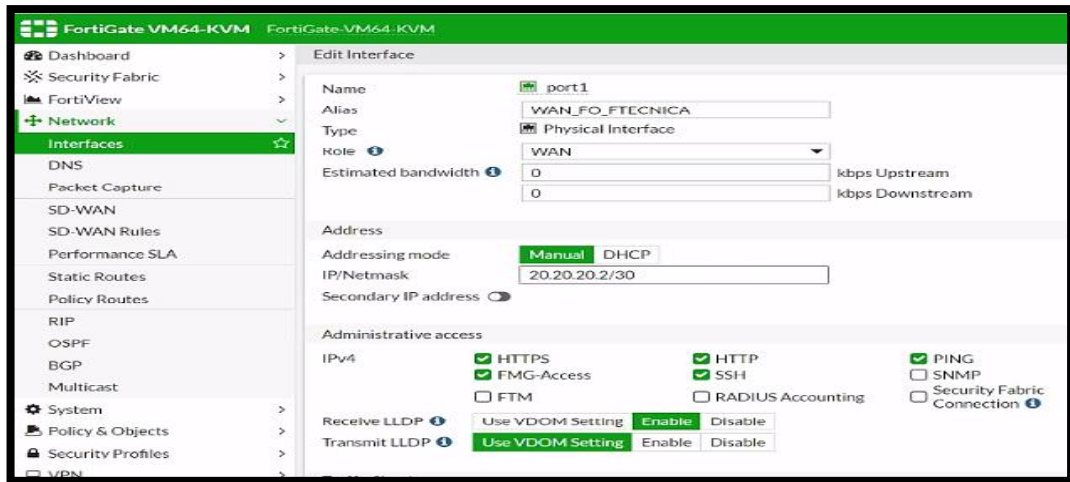 FortiGate VM64-KVM FortiGate-VM64-KVM
Dashboard
Security Fabric
FortiView
Network
Interfaces
DNS
Packet Capture
SD-WAN
SD-WAN Rules
Performance SLA
Static Routes
Policy Routes
RIP
OSPF
BGP
Multicast
System
Policy & Objects
Security Profiles
VPN
Edit Interface
Name port1
Alias WAN_FO_FTECNICA
Type Physical Interface
Role WAN
Estimated bandwidth 0 kbps Upstream
0 kbps Downstream
Address
Addressing mode Manual DHCP
IP/Netmask 20.20.20.2/30
Secondary IP address
Administrative access
IPv4 HTTPS HTTP PING
FMG-Access SSH SNMP
FTM RADIUS Accounting Security Fabric
Connection
Receive LLDP Use VDOM Setting Enable Disable
Transmit LLDP Use VDOM Setting Enable Disable